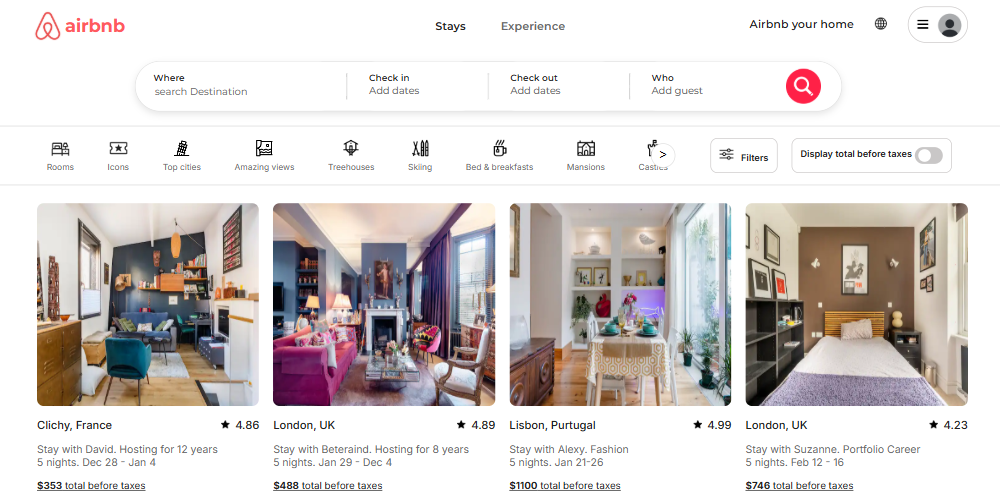 airbnb
Stays Experience Airbnb your home
Where Check in Check out Who
search Destination Add dates Add dates Add guest
Rooms Icons Top cities Amazing views Treehouses Skiing Bed & breakfasts Mansions Castles > Filters Display total before taxes
Clichy, France ★ 4.86 London, UK ★ 4.89 Lisbon, Purtugal ★ 4.99 London, UK ★ 4.23
Stay with David. Hosting for 12 years Stay with Beteraind. Hosting for 8 years Stay with Alexy. Fashion Stay with Suzanne. Portfolio Career
5 nights. Dec 28 - Jan 4 5 nights. Jan 29 - Dec 4 5 nights. Jan 21-26 5 nights. Feb 12 - 16
$353 total before taxes $488 total before taxes $1100 total before taxes $746 total before taxes